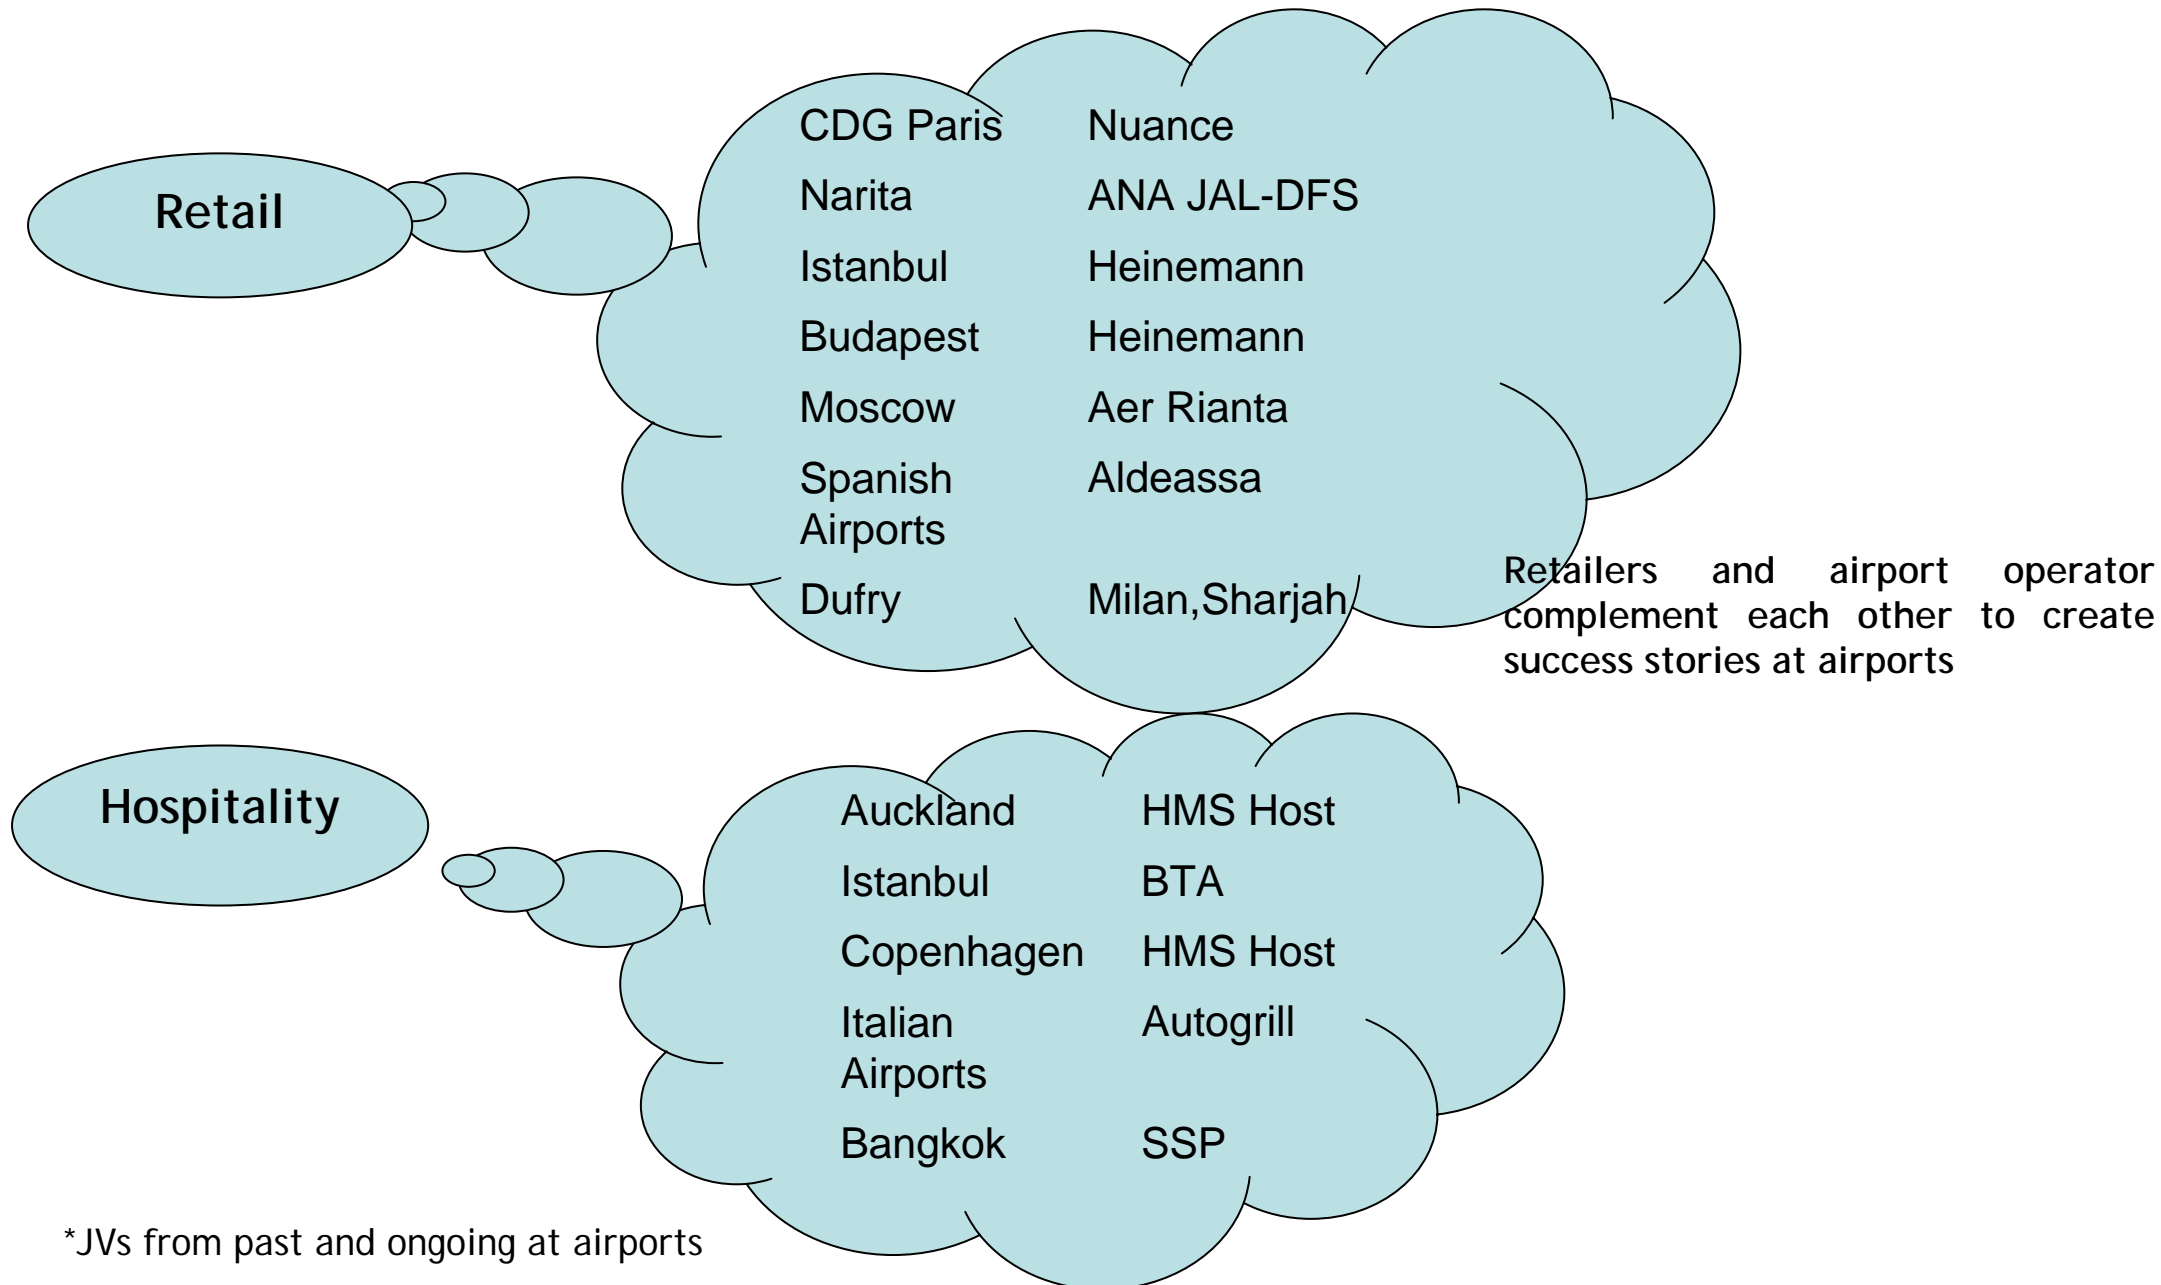 Retail
CDG Paris Nuance
Narita ANA JAL-DFS
Istanbul Heinemann
Budapest Heinemann
Moscow Aer Rianta
Spanish Aldeassa
Airports
Dufry Milan,Sharjah
Retailers and airport operator
complement each other to create
success stories at airports
Hospitality
Auckland HMS Host
Istanbul BTA
Copenhagen HMS Host
Italian Autogrill
Airports
Bangkok SSP
*JVs from past and ongoing at airports